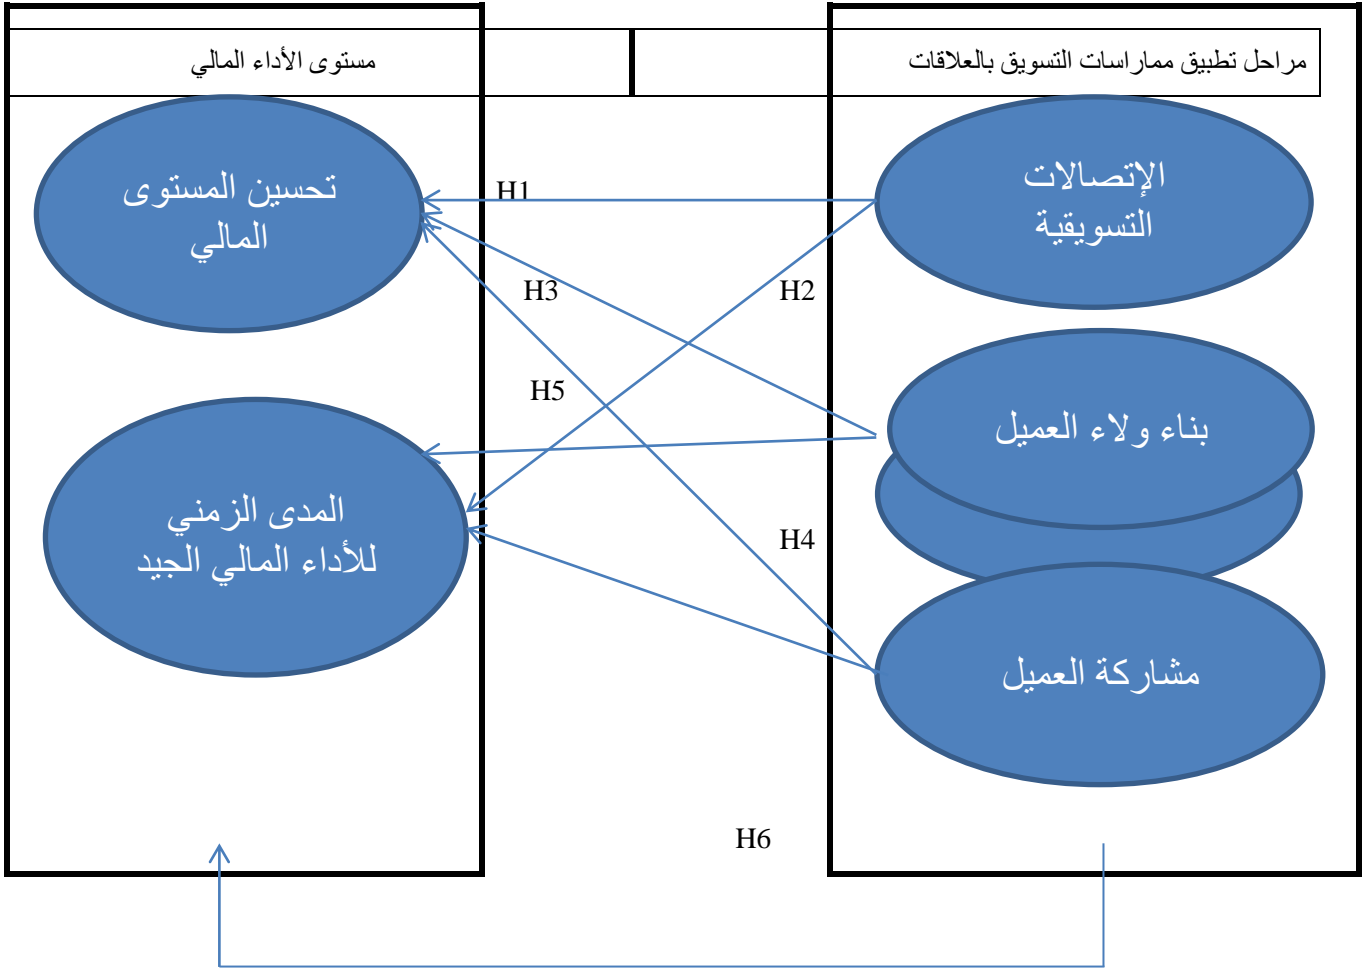 مراحل تطبيق ممارسات التسويق بالعلاقات
مستوى الأداء المالي
الإتصالات
التسويقية
تحسين المستوى
المالي
H1
H2
H3
بناء ولاء العميل
H5
المدى الزمني
للأداء المالي الجيد
H4
مشاركة العميل
H6